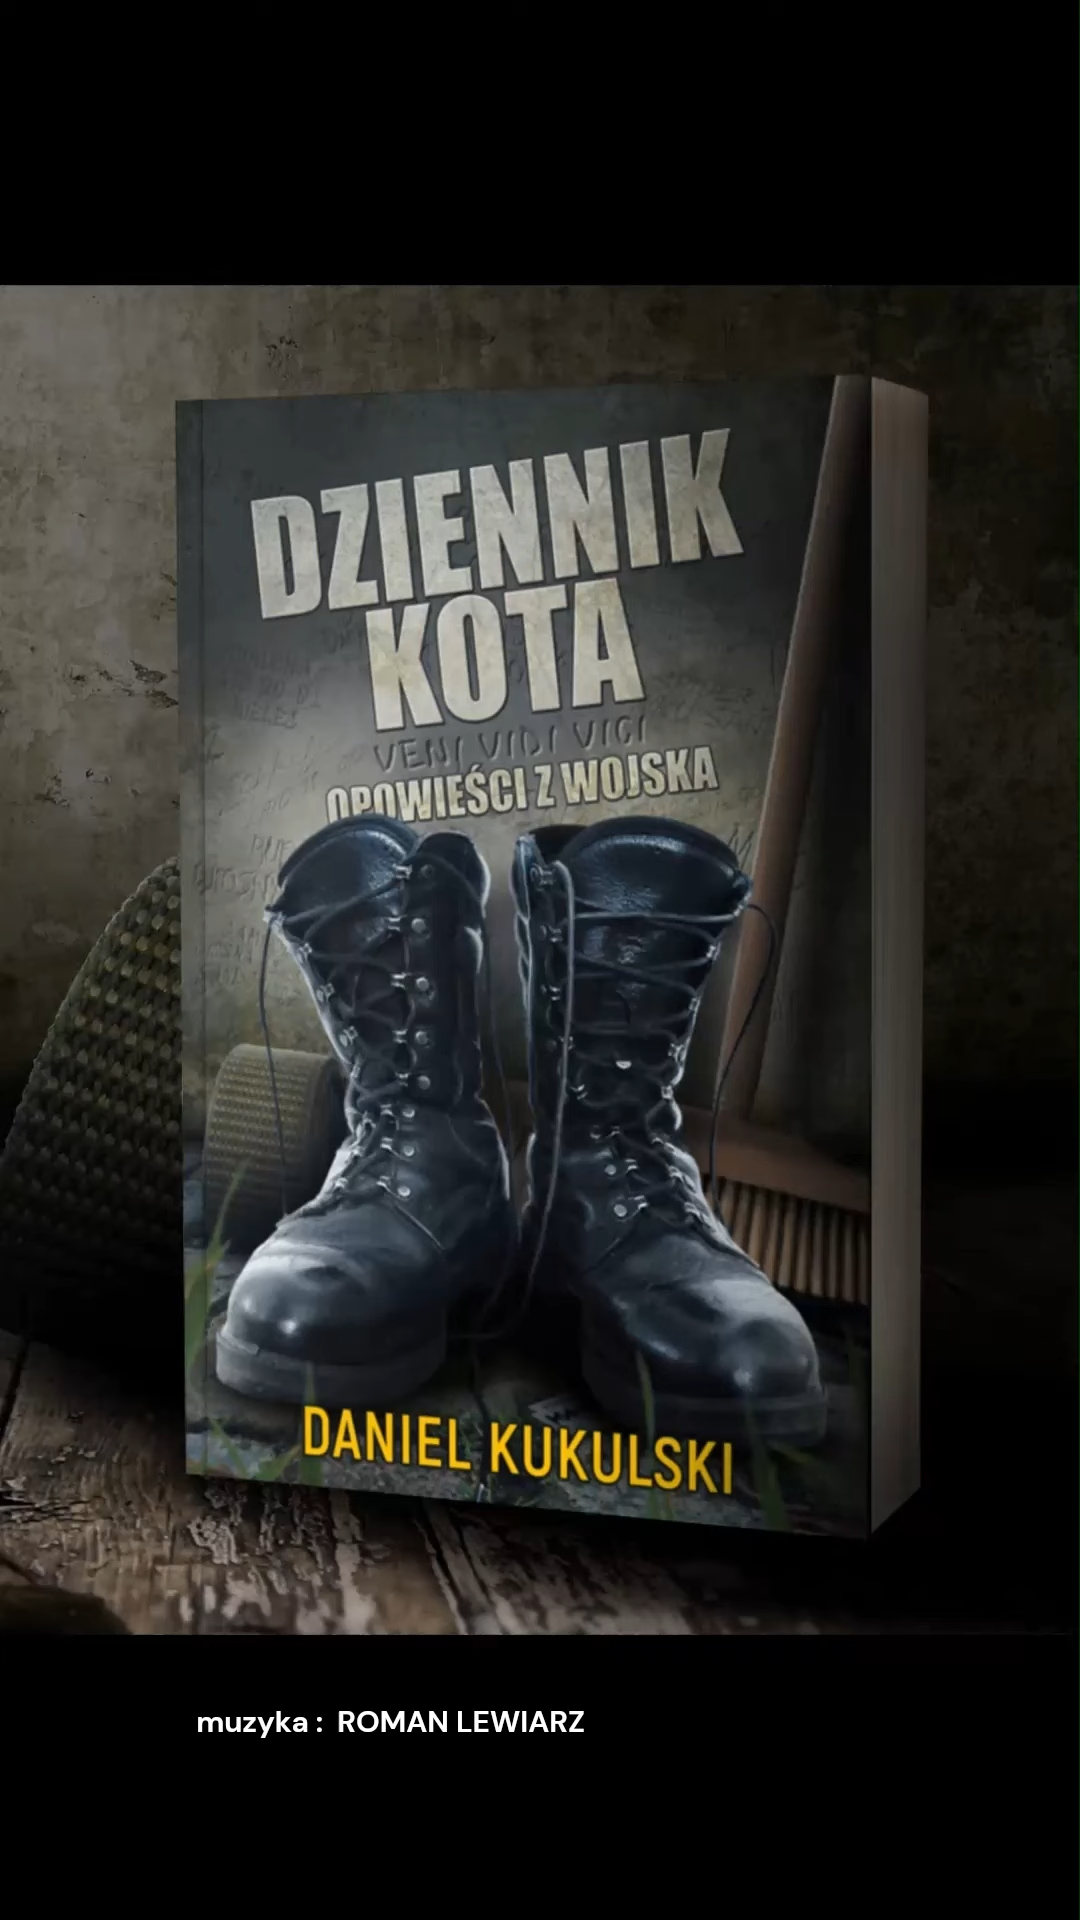 DZIENNIK
KOTA
VENI VIDI VICI
OPOWIEŚCI Z WOJSKA
DANIEL KUKULSKI
muzyka : ROMAN LEWIARZ